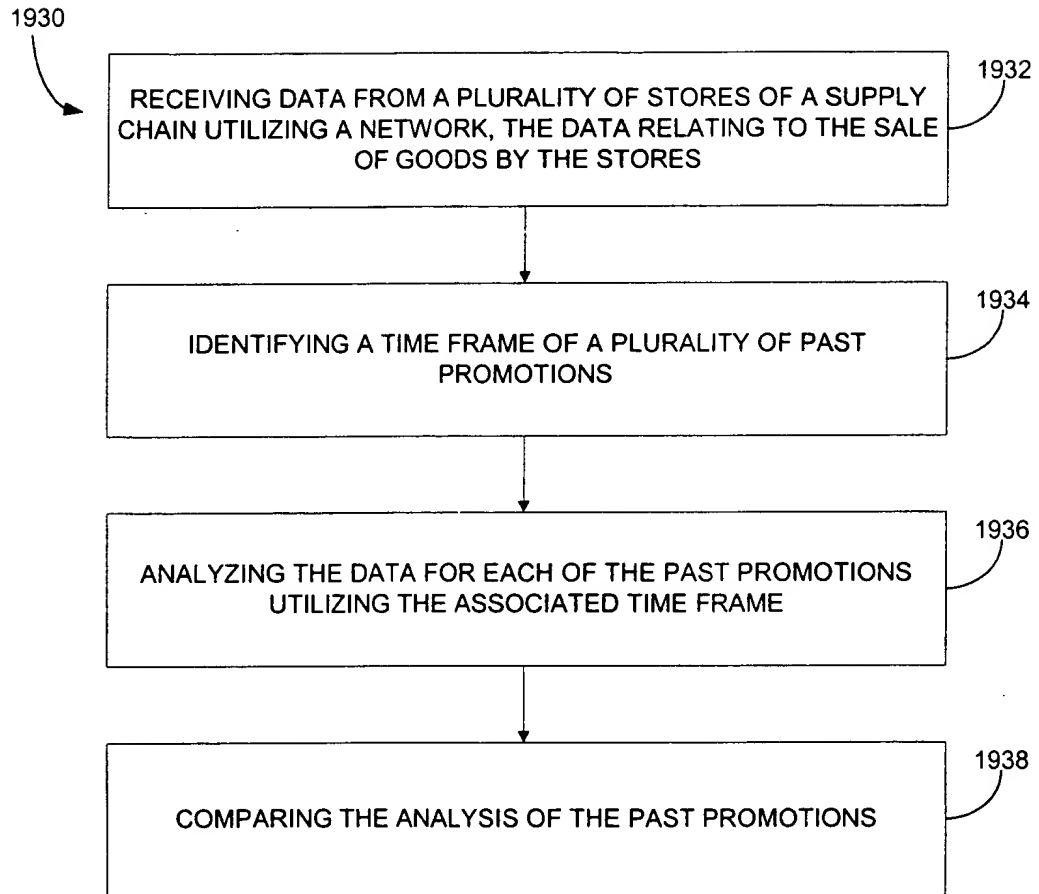 1930
1932
RECEIVING DATA FROM A PLURALITY OF STORES OF A SUPPLY
CHAIN UTILIZING A NETWORK, THE DATA RELATING TO THE SALE
OF GOODS BY THE STORES
1934
IDENTIFYING A TIME FRAME OF A PLURALITY OF PAST
PROMOTIONS
1936
ANALYZING THE DATA FOR EACH OF THE PAST PROMOTIONS
UTILIZING THE ASSOCIATED TIME FRAME
1938
COMPARING THE ANALYSIS OF THE PAST PROMOTIONS